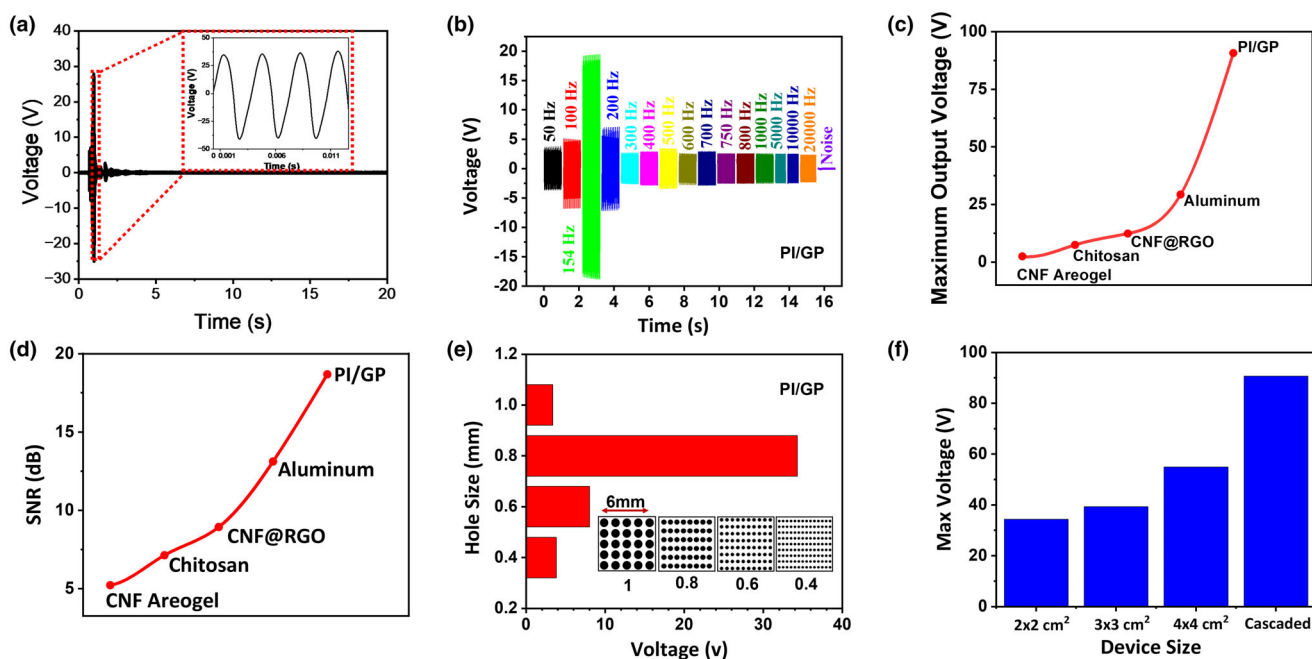 (a)
40
30
20
10
0
−10
−20
−30
Voltage (V)
0 5 10 15 20
Time (s)
50
25
0
−25
−50
Voltage (V)
0 0.001 0.006 0.011
Time (s)
(b)
20
15
10
5
0
-5
-10
-15
-20
Voltage (V)
50 Hz
100 Hz
154 Hz
200 Hz
300 Hz
400 Hz
500 Hz
600 Hz
700 Hz
750 Hz
800 Hz
1000 Hz
5000 Hz
10000 Hz
20000 Hz
Noise
PI/GP
0 2 4 6 8 10 12 14 16
Time (s)
(c)
100
75
50
25
0
Maximum Output Voltage (V)
PI/GP
Aluminum
CNF@RGO
Chitosan
CNF Areogel
(d)
20
15
10
5
SNR (dB)
PI/GP
Aluminum
CNF@RGO
Chitosan
CNF Areogel
(e)
1.2
1.0
0.8
0.6
0.4
0.2
Hole Size (mm)
PI/GP
6mm
1 0.8 0.6 0.4
0 10 20 30 40
Voltage (v)
(f)
100
80
60
40
20
0
Max Voltage (V)
2x2 cm² 3x3 cm² 4x4 cm² Cascaded
Device Size